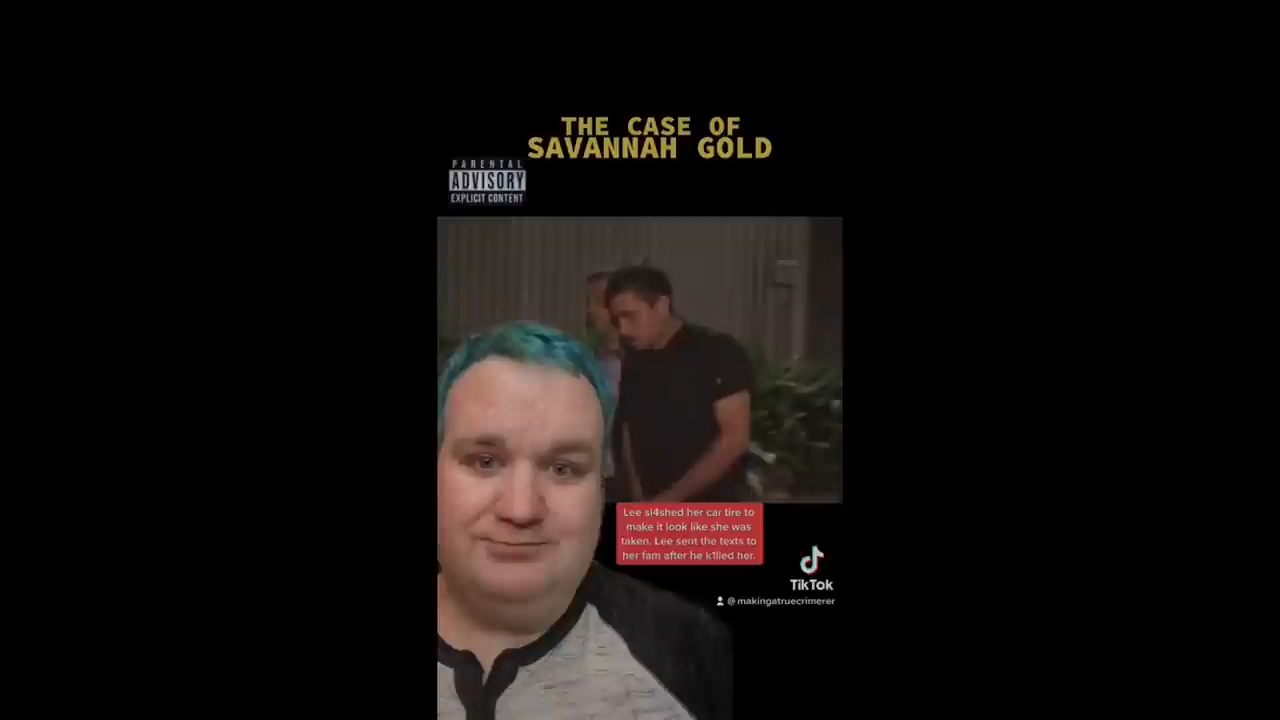 THE CASE OF
SAVANNAH GOLD
PARENTAL
ADVISORY
EXPLICIT CONTENT
Lee sl4shed her car tire to
make it look like she was
taken. Lee sent the texts to
her fam after he k1lled her.
TikTok
@makingatruecrimerer